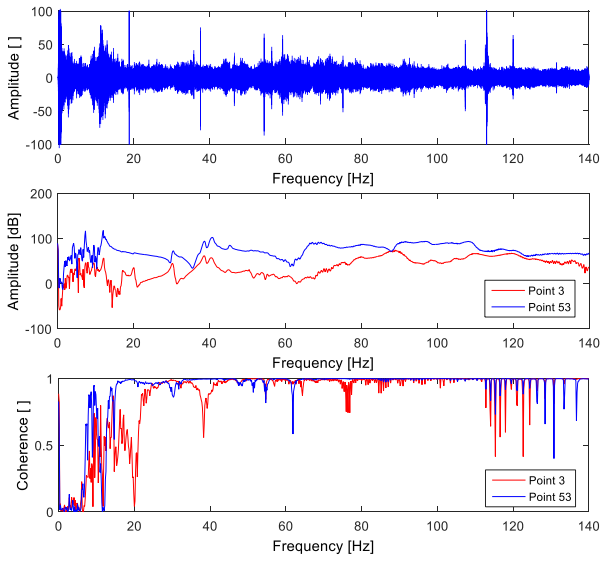 Amplitude [ ]
100
50
0
-50
-100
0 20 40 60 80 100 120 140
Frequency [Hz]
Amplitude [dB]
200
100
0
-100
Point 3
Point 53
0 20 40 60 80 100 120 140
Frequency [Hz]
Coherence [ ]
1
0.5
0
Point 3
Point 53
0 20 40 60 80 100 120 140
Frequency [Hz]